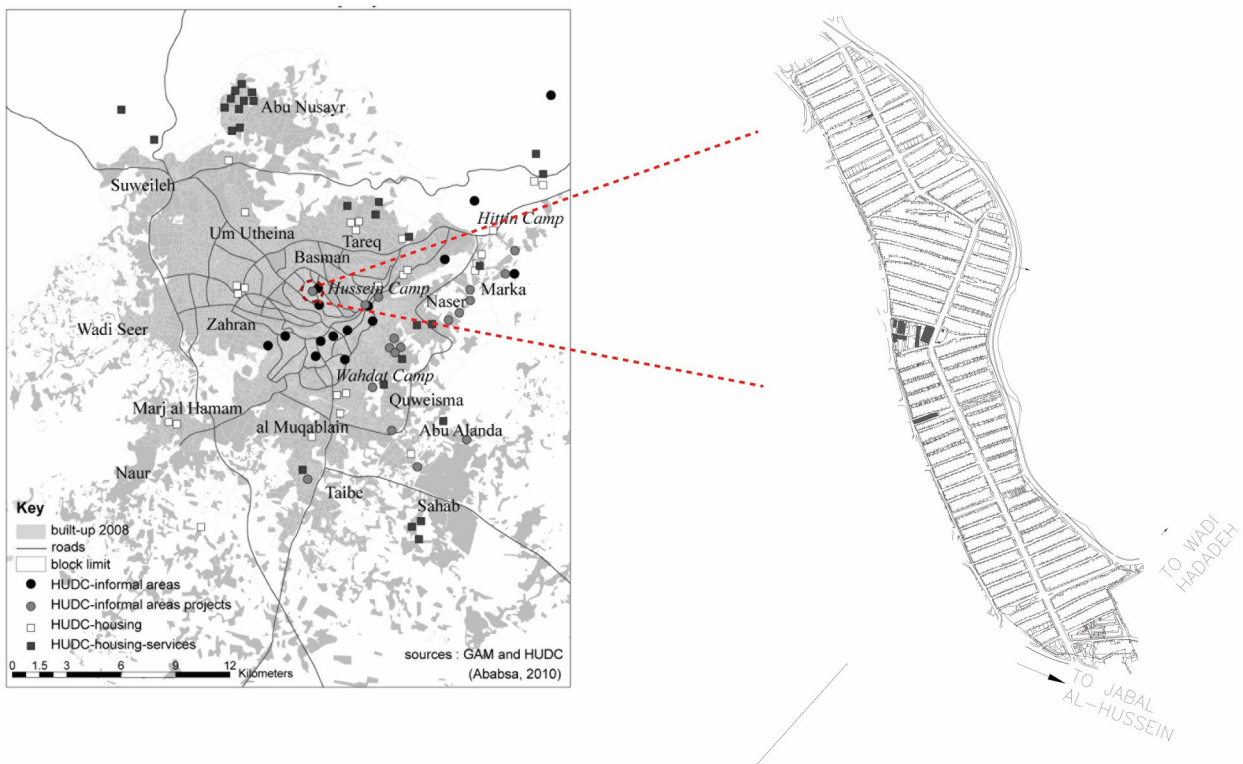 Abu Nusayr
Suweileh
Hittin Camp
Um Utheina
Tareq
Basman
Hussein Camp
Marka
Naser
Wadi Seer
Zahran
Wahdat Camp
Quweisma
Marj al Hamam
al Muqablain
Abu Alanda
Naur
Taibe
Sahab
Key
built-up 2008
roads
block limit
HUDC-informal areas
HUDC-informal areas projects
HUDC-housing
HUDC-housing-services
0 1.5 3 6 9 12
Kilometers
sources : GAM and HUDC
(Ababsa, 2010)
TO WADI
HADADEH
TO JABAL
AL-HUSSEIN